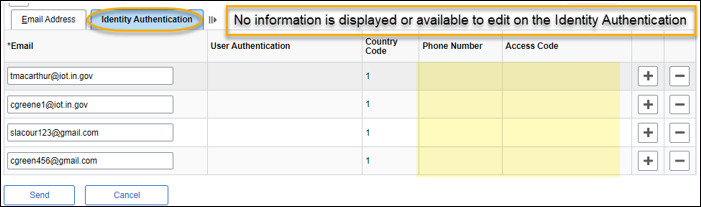 Email Address
Identity Authentication
No information is displayed or available to edit on the Identity Authentication
*Email User Authentication Country Code Phone Number Access Code
tmacarthur@iot.in.gov 1
cgreene1@iot.in.gov 1
slacour123@gmail.com 1
cgreen456@gmail.com 1
Send Cancel